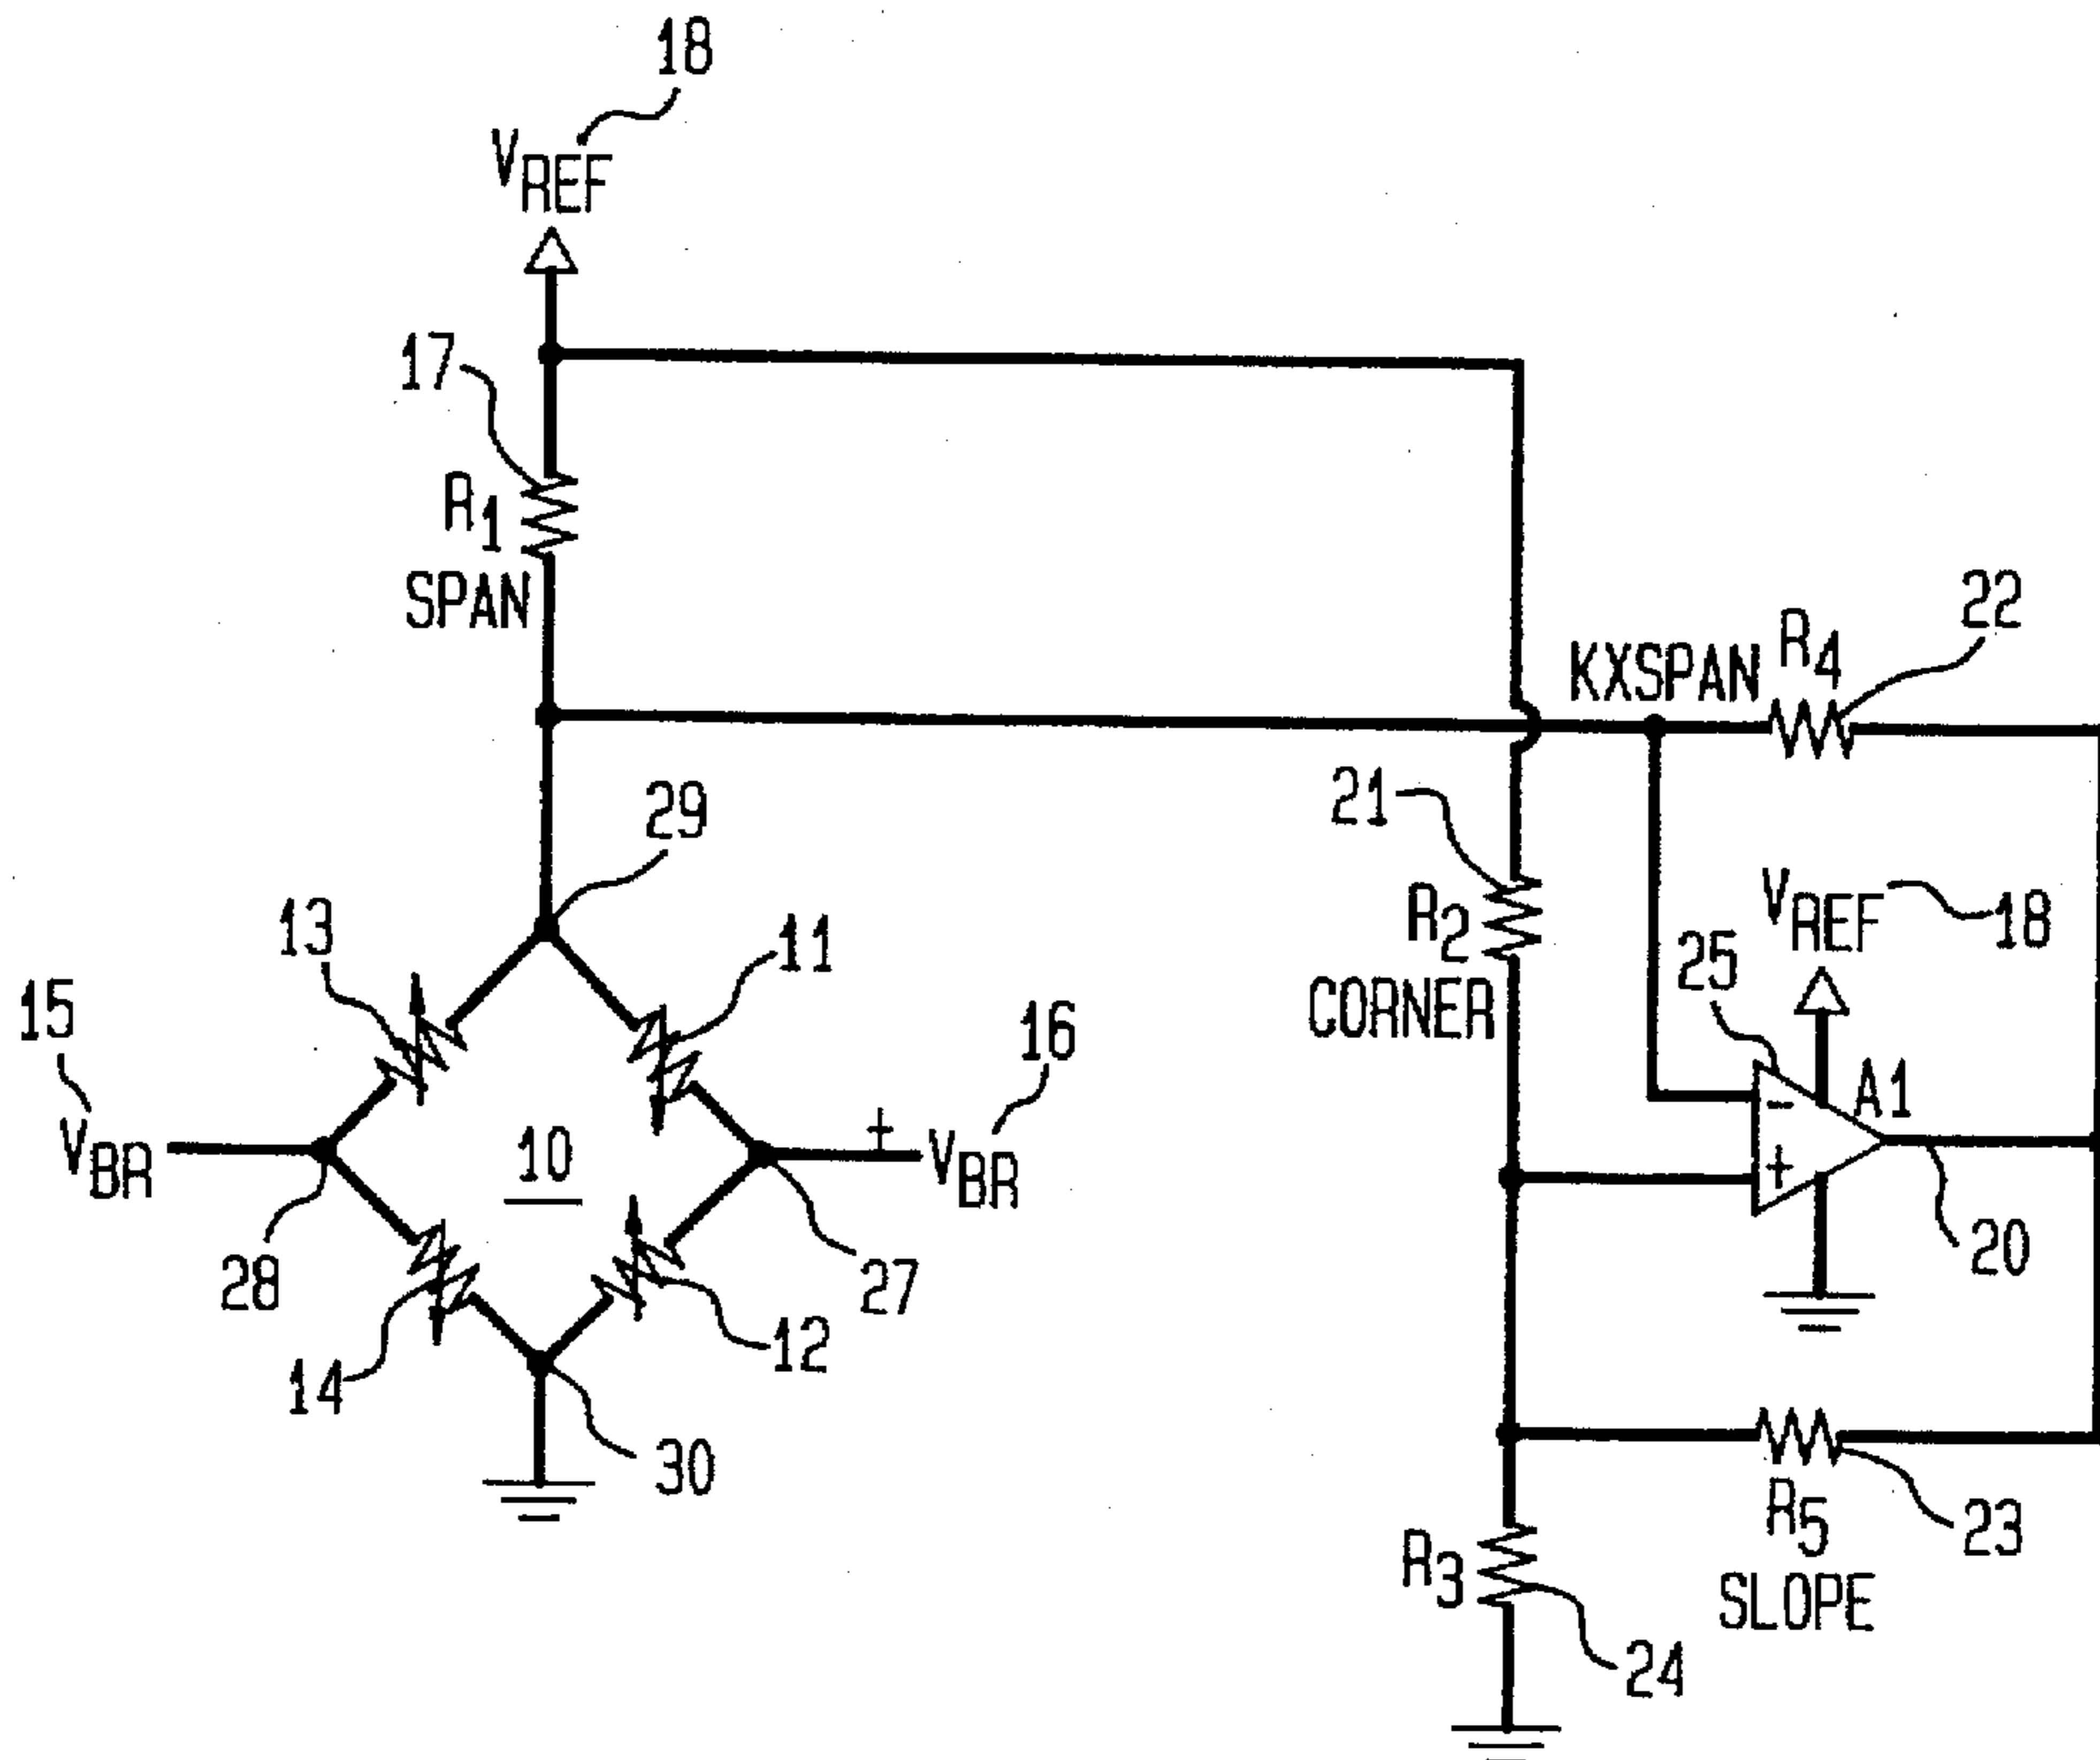 18
VREF
17
R1
SPAN
22
R4
KXSPAN
21
29
VREF
18
R2
13
11
25
CORNER
15
16
A1
-
+
VBR
10
+
VBR
+
20
28
27
12
14
30
R5
23
R3
SLOPE
24